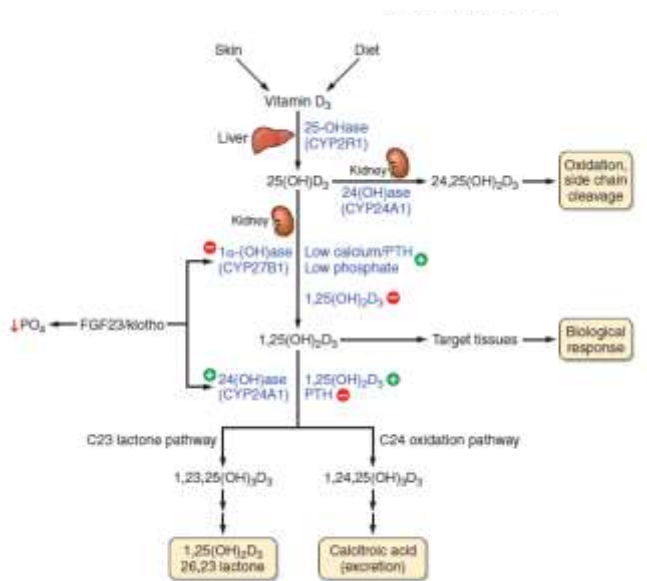 Skin
Diet
Vitamin D₃
Liver
25-OHase
(CYP2R1)
Kidney
25(OH)D₃
24(OH)ase
(CYP24A1)
24,25(OH)₂D₃
Oxidation,
side chain
cleavage
Kidney
1α-(OH)ase
(CYP27B1)
Low calcium/PTH
Low phosphate
1,25(OH)₂D₃
↓PO₄
FGF23/klotho
1,25(OH)₂D₃
Target tissues
Biological
response
24(OH)ase
(CYP24A1)
1,25(OH)₂D₃
PTH
C23 lactone pathway
C24 oxidation pathway
1,23,25(OH)₃D₃
1,24,25(OH)₃D₃
1,25(OH)₂D₃
26,23 lactone
Calcitroic acid
(excretion)